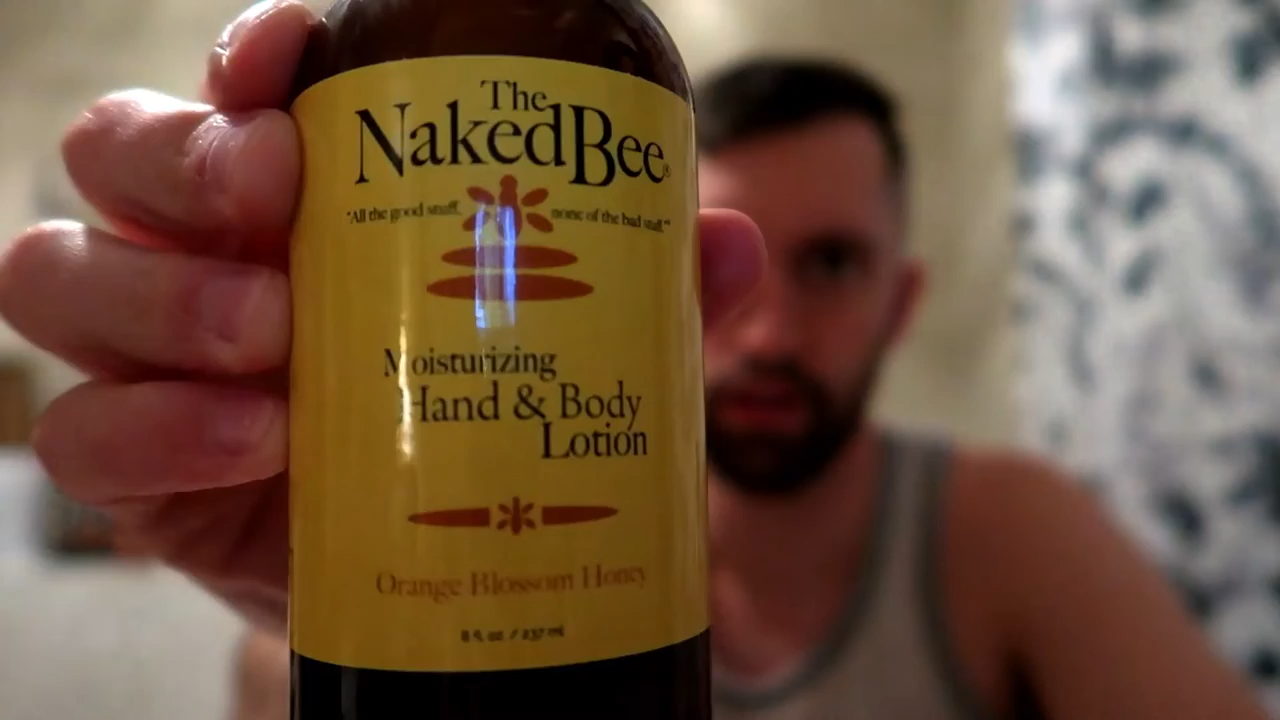 The
NakedBee®
"All the good stuff, none of the bad stuff."
Moisturizing
Hand & Body
Lotion
Orange Blossom Honey
8 fl. oz. / 237 ml